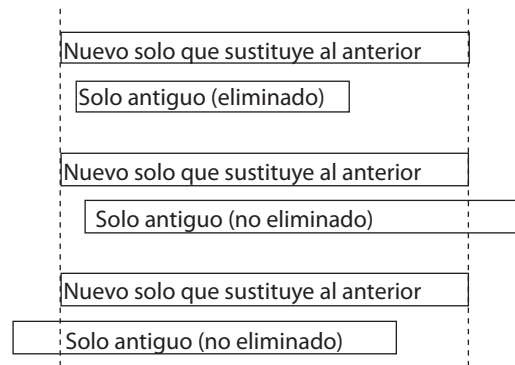 Nuevo solo que sustituye al anterior
Solo antiguo (eliminado)
Nuevo solo que sustituye al anterior
Solo antiguo (no eliminado)
Nuevo solo que sustituye al anterior
Solo antiguo (no eliminado)